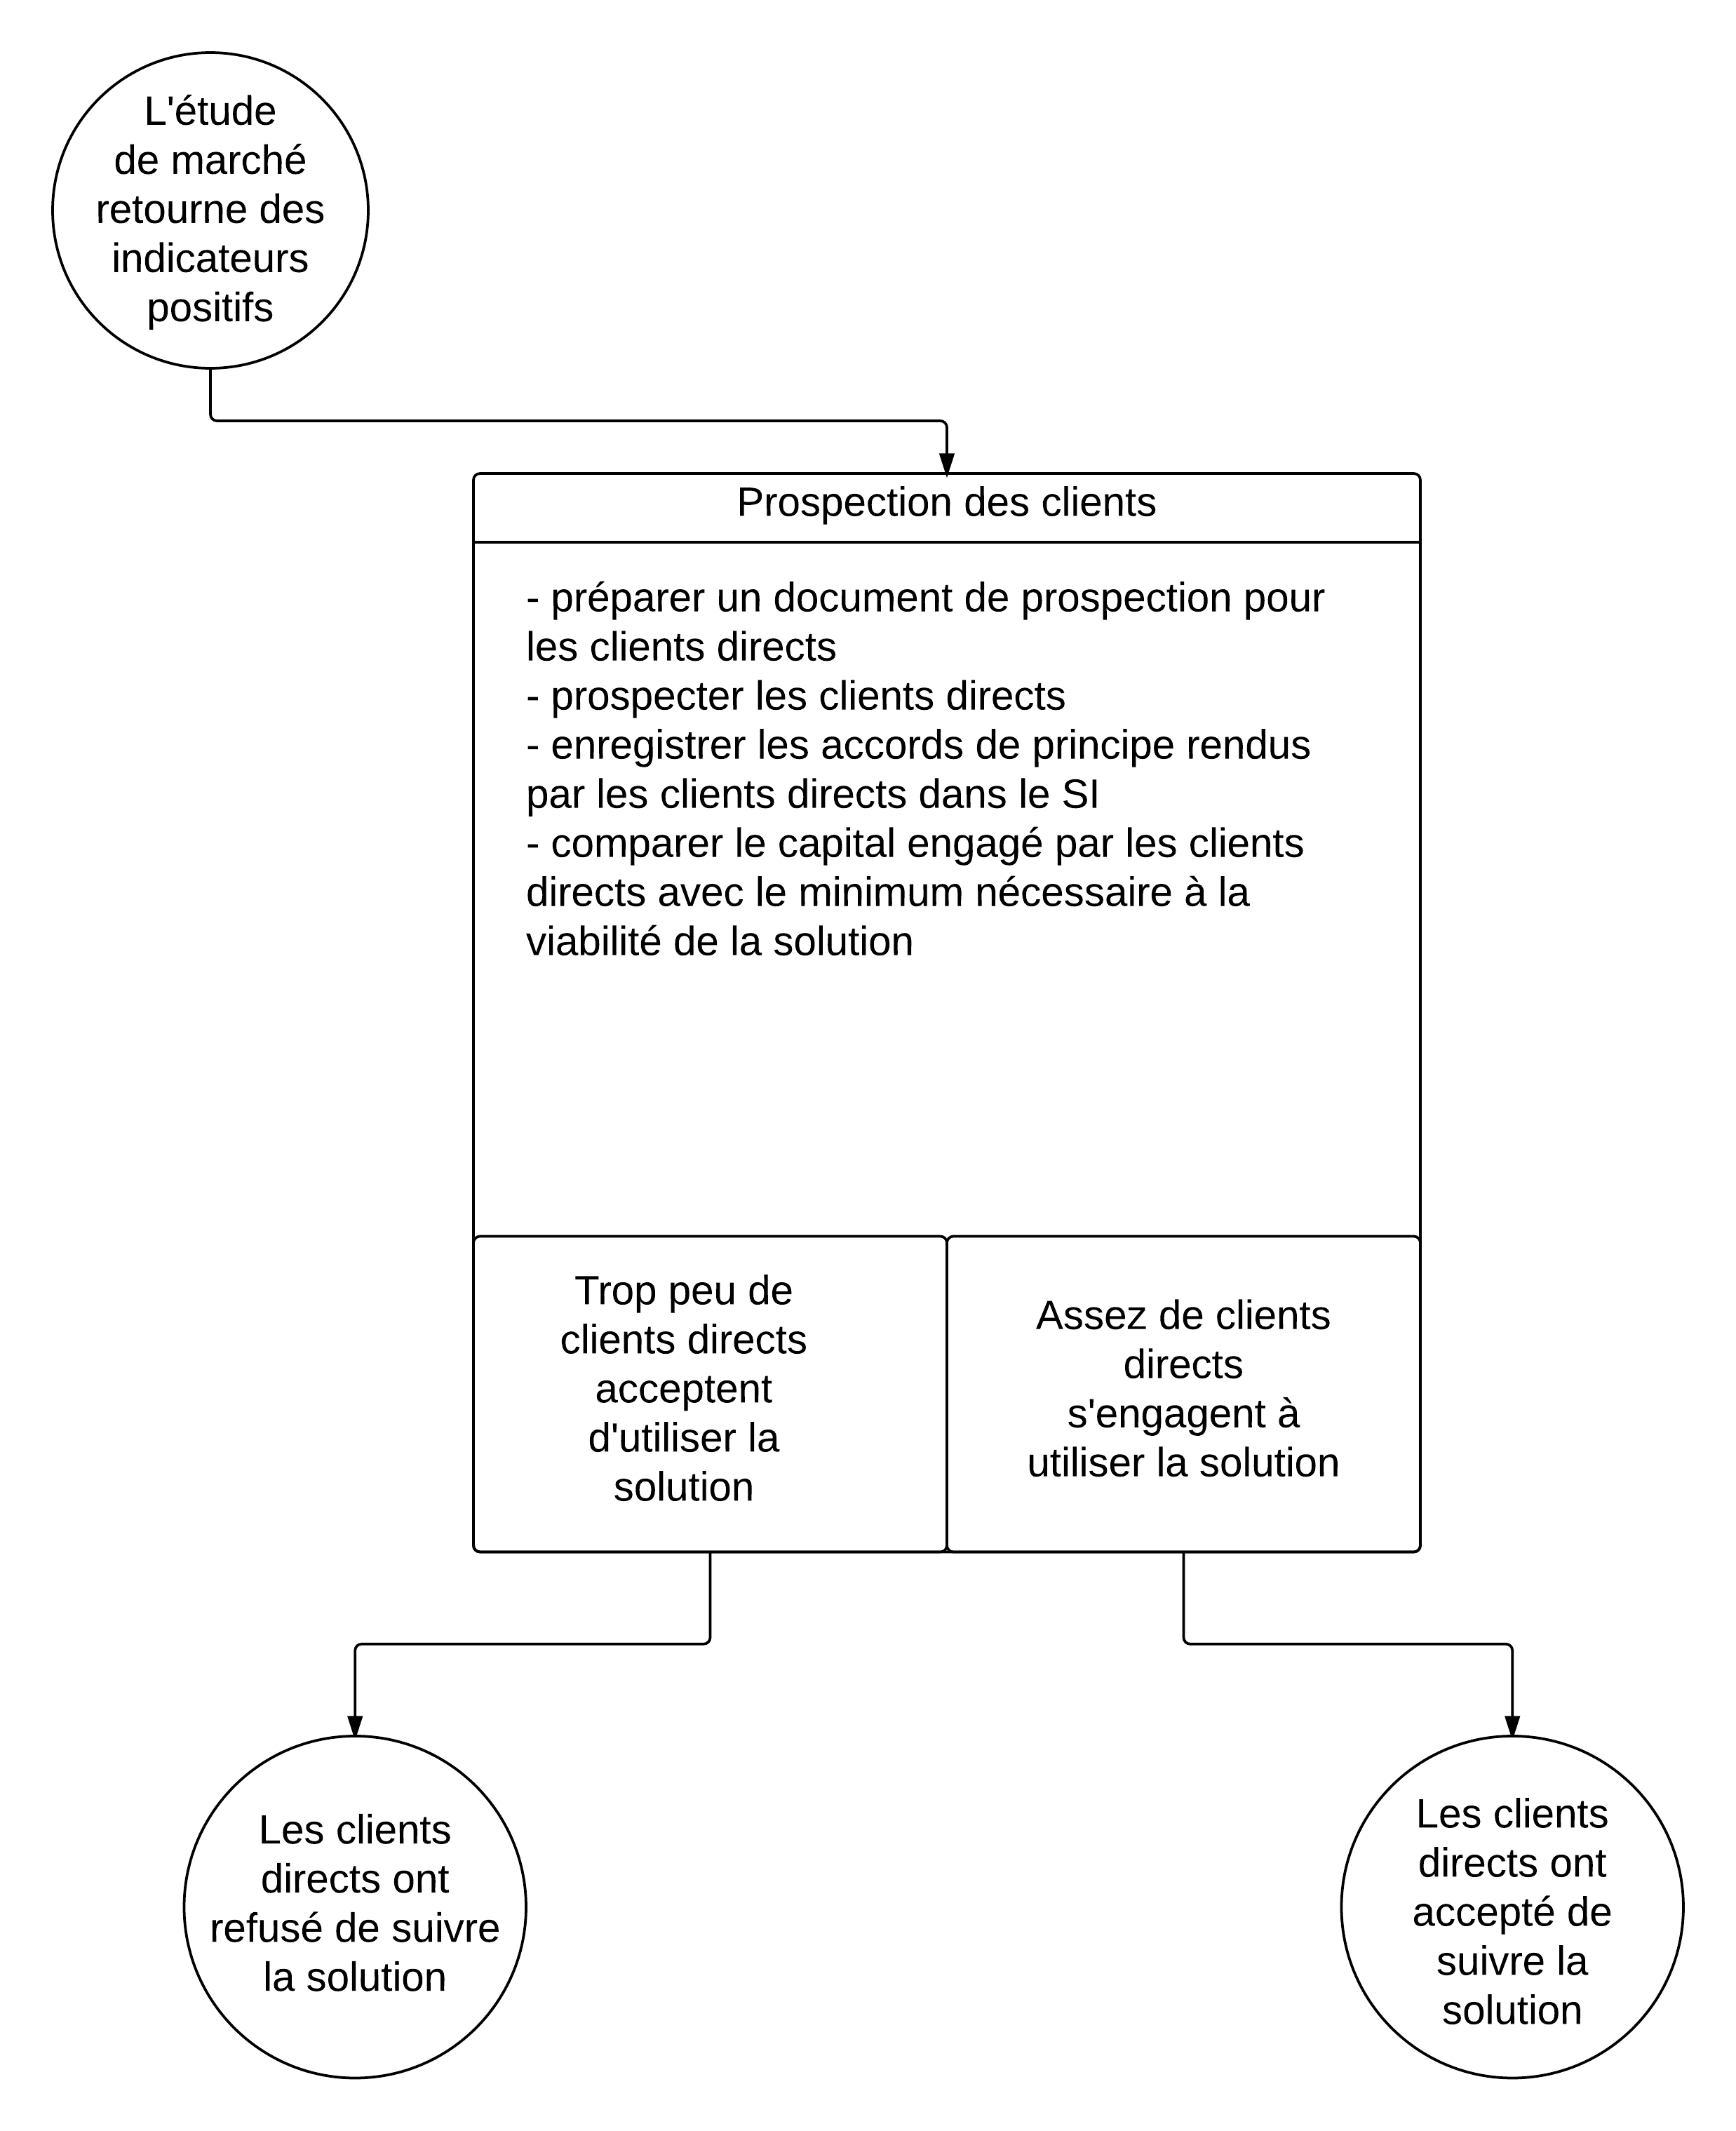 L'étude
de marché
retourne des
indicateurs
positifs
Prospection des clients
- préparer un document de prospection pour
les clients directs
- prospecter les clients directs
- enregistrer les accords de principe rendus
par les clients directs dans le SI
- comparer le capital engagé par les clients
directs avec le minimum nécessaire à la
viabilité de la solution
Trop peu de
clients directs
acceptent
d'utiliser la
solution
Assez de clients
directs
s'engagent à
utiliser la solution
Les clients
directs ont
refusé de suivre
la solution
Les clients
directs ont
accepté de
suivre la
solution